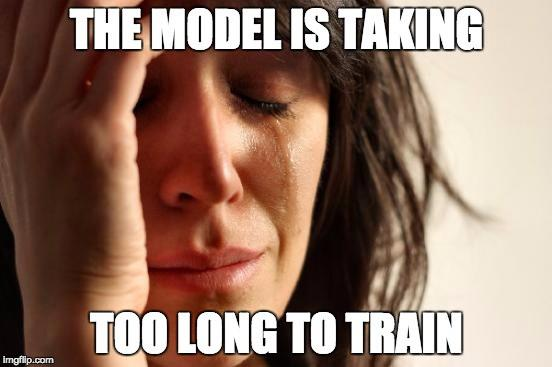 THE MODEL IS TAKING
TOO LONG TO TRAIN
imgflip.com